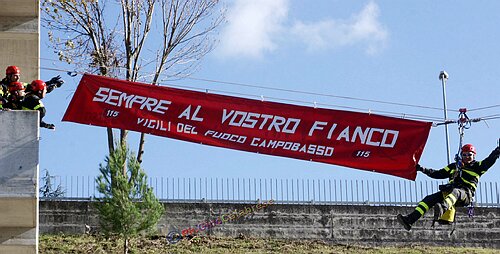 SEMPRE AL VOSTRO FIANCO
115 VIGILI DEL FUOCO CAMPOBASSO 115